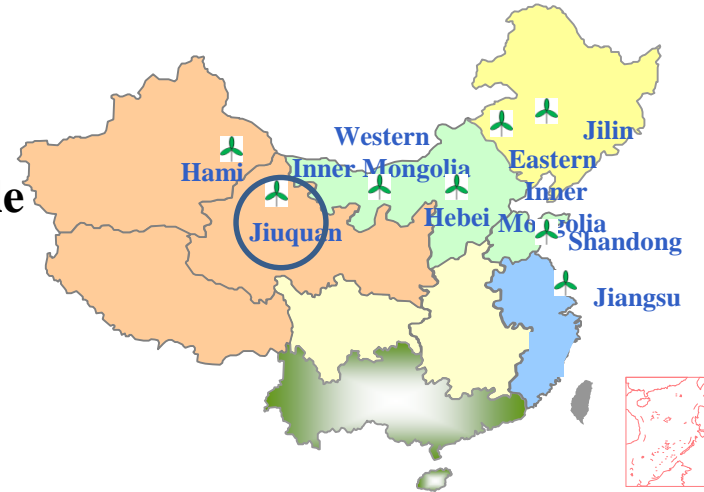 Western
Inner Mongolia
Hami
Jiuquan
Hebei
Jilin
Eastern
Inner
Mongolia
Shandong
Jiangsu